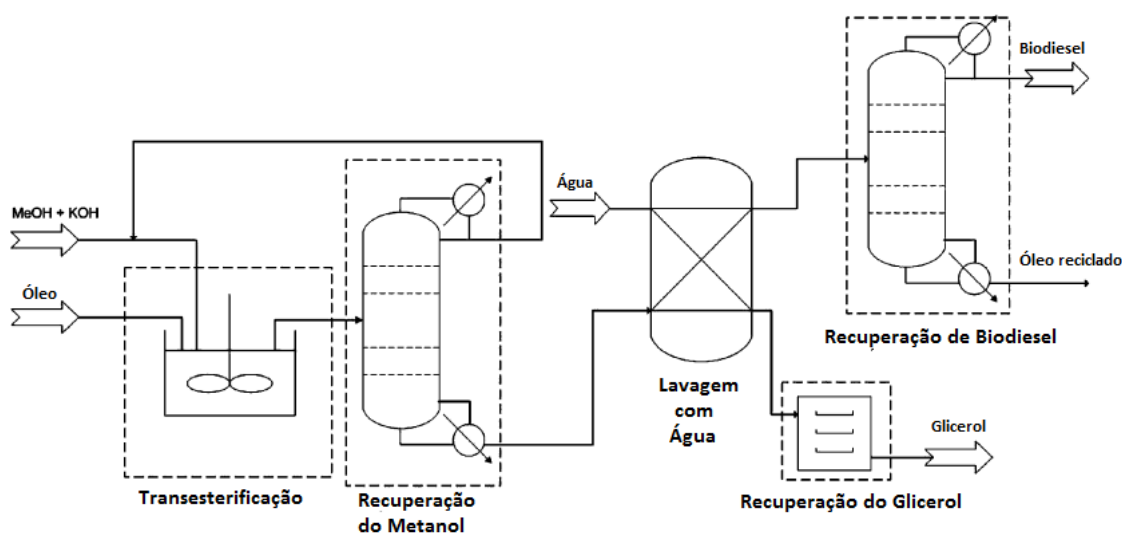 Biodiesel
Água
MeOH + KOH
Óleo
Óleo reciclado
Recuperação de Biodiesel
Lavagem
com
Água
Glicerol
Transesterificação
Recuperação
do Metanol
Recuperação do Glicerol